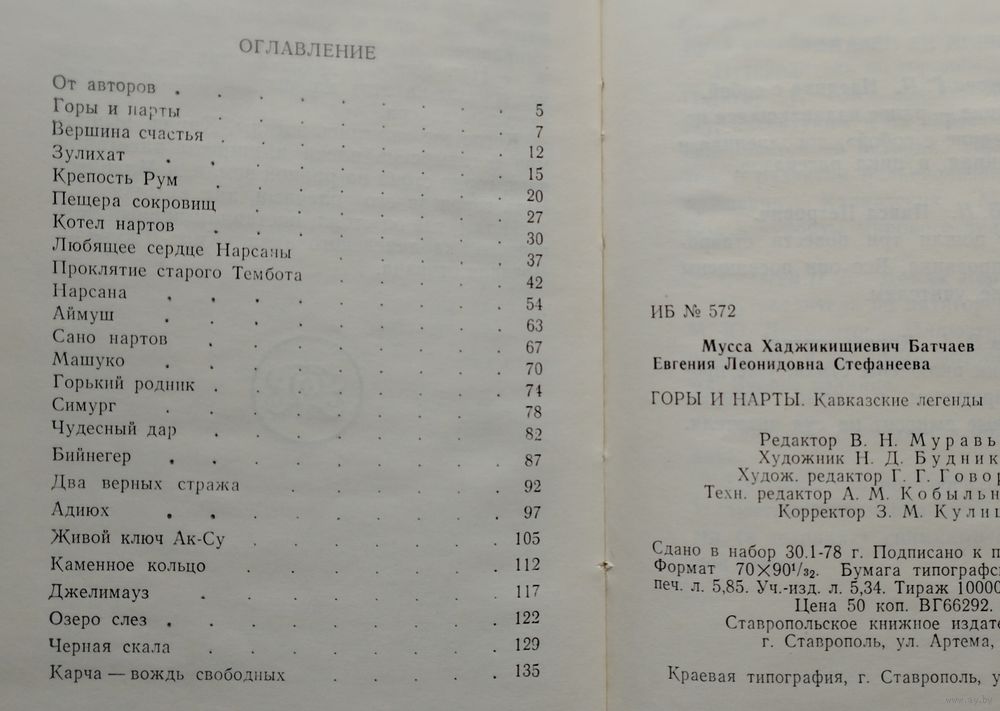 ОГЛАВЛЕНИЕ
От авторов . . . . . . . 5
Горы и нарты . . . . . . . 7
Вершина счастья . . . . . . . 12
Зулихат . . . . . . . . 15
Крепость Рум . . . . . . . 20
Пещера сокровищ . . . . . . 27
Котел нартов . . . . . . . 30
Любящее сердце Нарсаны . . . . . 37
Проклятие старого Тембота . . . . . 42
Нарсана . . . . . . . . 54
Аймуш . . . . . . . . 63
Сано нартов . . . . . . . 67
Машуко . . . . . . . . 70
Горький родник . . . . . . . 74
Симург . . . . . . . . 78
Чудесный дар . . . . . . . 82
Бийнегер . . . . . . . . 87
Два верных стража . . . . . . 92
Адиюх . . . . . . . . 97
Живой ключ Ак-Су . . . . . . 105
Каменное кольцо . . . . . . 112
Джелимауз . . . . . . . 117
Озеро слез . . . . . . . . 122
Черная скала . . . . . . . 129
Карча — вождь свободных . . . . . 135
ИБ № 572
Мусса Хаджикищиевич Батчаев
Евгения Леонидовна Стефанеева
ГОРЫ И НАРТЫ. Кавказские легенды
Редактор В. Н. Муравь
Художник Н. Д. Будник
Худож. редактор Г. Г. Говор
Техн. редактор А. М. Кобыльн
Корректор З. М. Кулиш
Сдано в набор 30.1-78 г. Подписано к п
Формат 70×90¹/₃₂. Бумага типографс
печ. л. 5,85. Уч.-изд. л. 5,34. Тираж 10000
Цена 50 коп. ВГ66292.
Ставропольское книжное издате
г. Ставрополь, ул. Артема,
Краевая типография, г. Ставрополь, у
www.ay.by